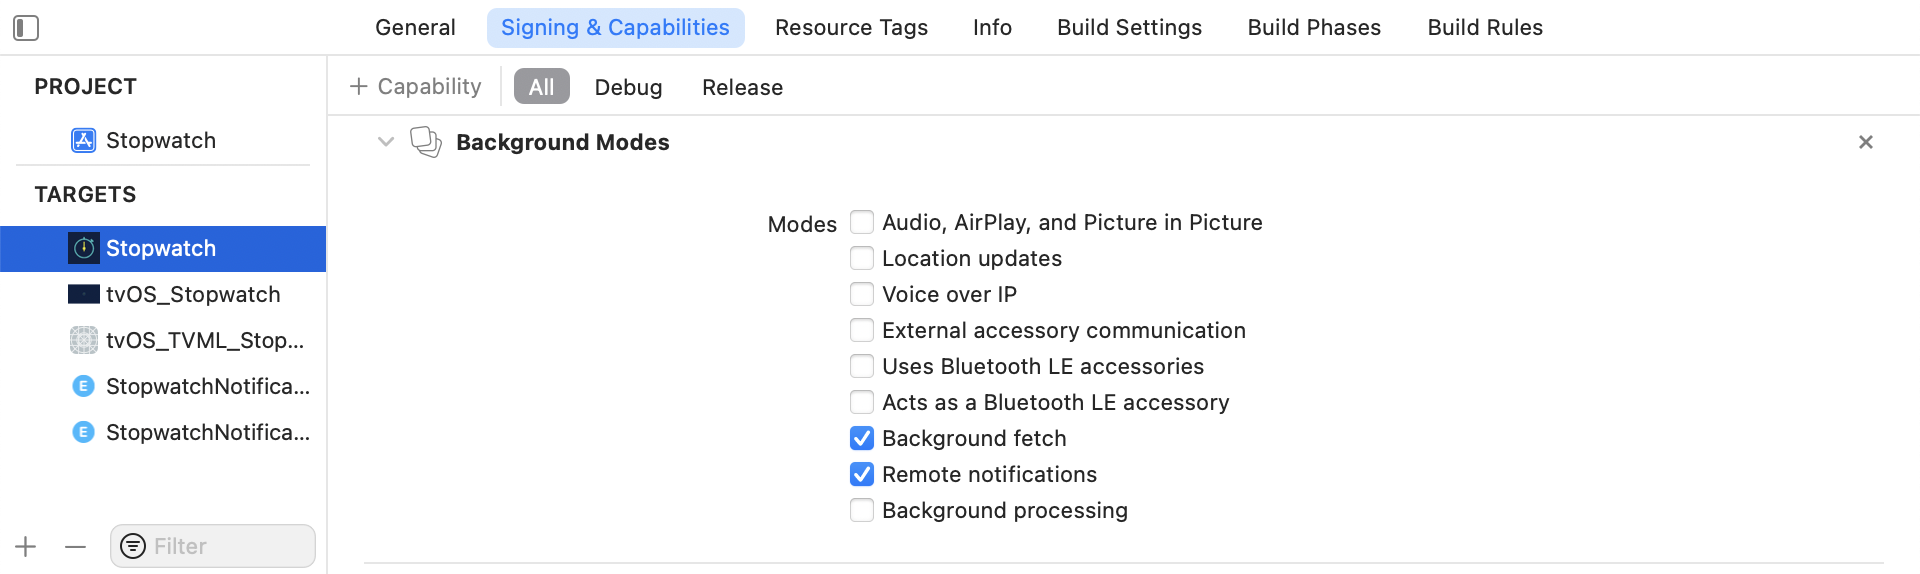 General Signing & Capabilities Resource Tags Info Build Settings Build Phases Build Rules
PROJECT
Stopwatch
TARGETS
Stopwatch
tvOS_Stopwatch
tvOS_TVML_Stop...
E StopwatchNotifica...
E StopwatchNotifica...
Filter
+ Capability All Debug Release
Background Modes
Modes
Audio, AirPlay, and Picture in Picture
Location updates
Voice over IP
External accessory communication
Uses Bluetooth LE accessories
Acts as a Bluetooth LE accessory
Background fetch
Remote notifications
Background processing